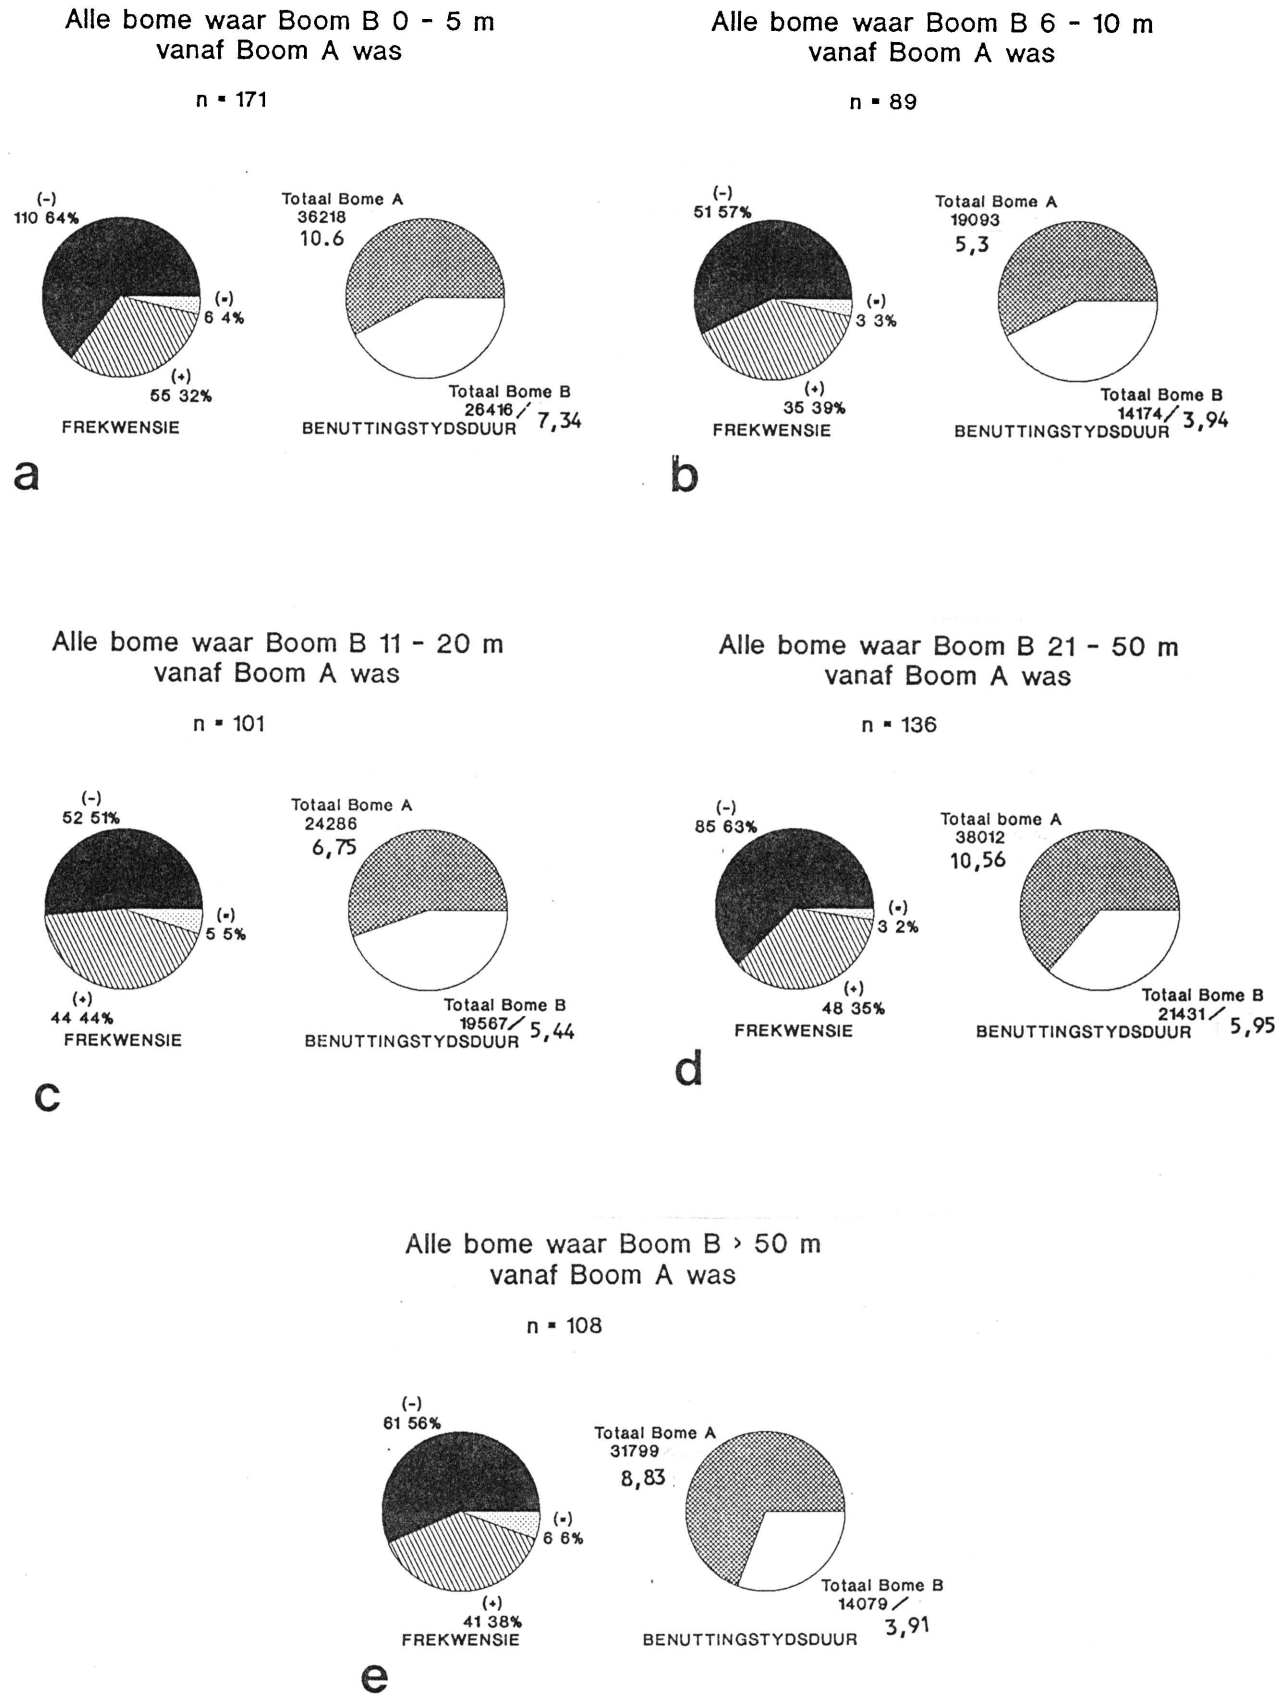 Alle bome waar Boom B 0 - 5 m
vanaf Boom A was
n = 171
(-)
110 64%
(=)
6 4%
(+)
55 32%
FREKWENSIE
Totaal Bome A
36218
10.6
Totaal Bome B
26416/ 7,34
BENUTTINGSTYDSDUUR
a
Alle bome waar Boom B 6 - 10 m
vanaf Boom A was
n = 89
(-)
51 57%
(=)
3 3%
(+)
35 39%
FREKWENSIE
Totaal Bome A
19093
5,3
Totaal Bome B
14174/ 3,94
BENUTTINGSTYDSDUUR
b
Alle bome waar Boom B 11 - 20 m
vanaf Boom A was
n = 101
(-)
52 51%
(=)
5 5%
(+)
44 44%
FREKWENSIE
Totaal Bome A
24286
6,75
Totaal Bome B
19567/ 5,44
BENUTTINGSTYDSDUUR
c
Alle bome waar Boom B 21 - 50 m
vanaf Boom A was
n = 136
(-)
85 63%
(=)
3 2%
(+)
48 35%
FREKWENSIE
Totaal bome A
38012
10,56
Totaal Bome B
21431/ 5,95
BENUTTINGSTYDSDUUR
d
Alle bome waar Boom B > 50 m
vanaf Boom A was
n = 108
(-)
61 56%
(=)
6 6%
(+)
41 38%
FREKWENSIE
Totaal Bome A
31799
8,83
Totaal Bome B
14079/
3,91
BENUTTINGSTYDSDUUR
e